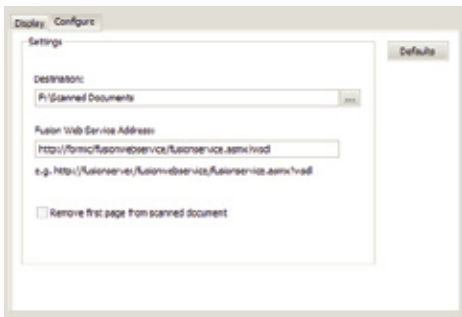 Display Configure
Settings
Defaults
Destination:
F:\Scanned Documents
...
Fusion Web Service Address:
http://formic/fusionwebservice/fusionservice.asmx?wsdl
e.g. http://fusionserver/fusionwebservice/fusionservice.asmx?wsdl
Remove first page from scanned document